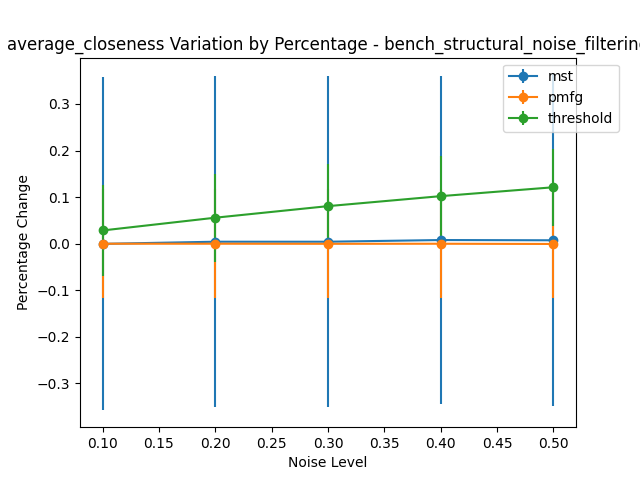 average_closeness Variation by Percentage - bench_structural_noise_filtering
mst
pmfg
threshold
Percentage Change
0.3
0.2
0.1
0.0
−0.1
−0.2
−0.3
0.10 0.15 0.20 0.25 0.30 0.35 0.40 0.45 0.50
Noise Level